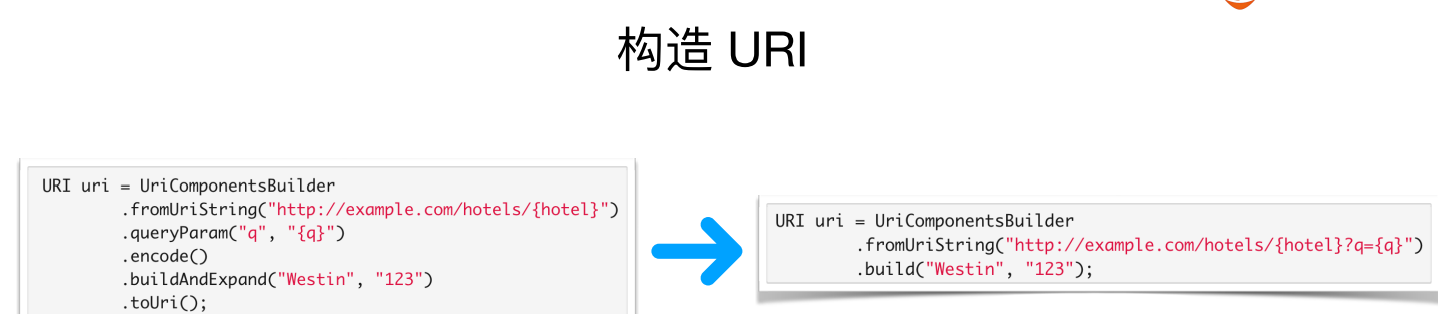 构造 URI
URI uri = UriComponentsBuilder
.fromUriString("http://example.com/hotels/{hotel}")
.queryParam("q", "{q}")
.encode()
.buildAndExpand("Westin", "123")
.toUri();
URI uri = UriComponentsBuilder
.fromUriString("http://example.com/hotels/{hotel}?q={q}")
.build("Westin", "123");